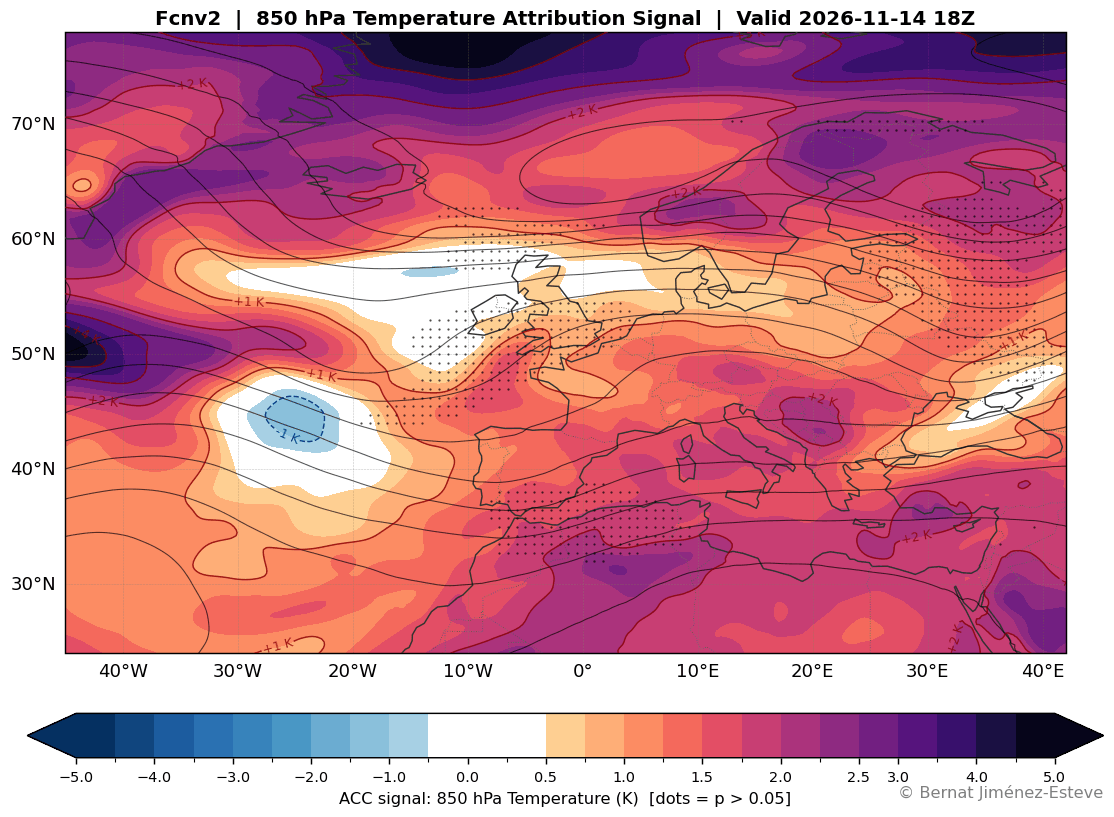 Fcnv2 | 850 hPa Temperature Attribution Signal | Valid 2026-11-14 18Z
+2 K
+2 K
70°N
+2 K
60°N
+1 K
+1 K
50°N
+1 K
+2 K
+2 K
-1 K
40°N
+2 K
30°N
+1 K
+2 K
40°W 30°W 20°W 10°W 0° 10°E 20°E 30°E 40°E
−5.0 −4.0 −3.0 −2.0 −1.0 0.0 0.5 1.0 1.5 2.0 2.5 3.0 4.0 5.0
ACC signal: 850 hPa Temperature (K) [dots = p > 0.05]
© Bernat Jiménez-Esteve